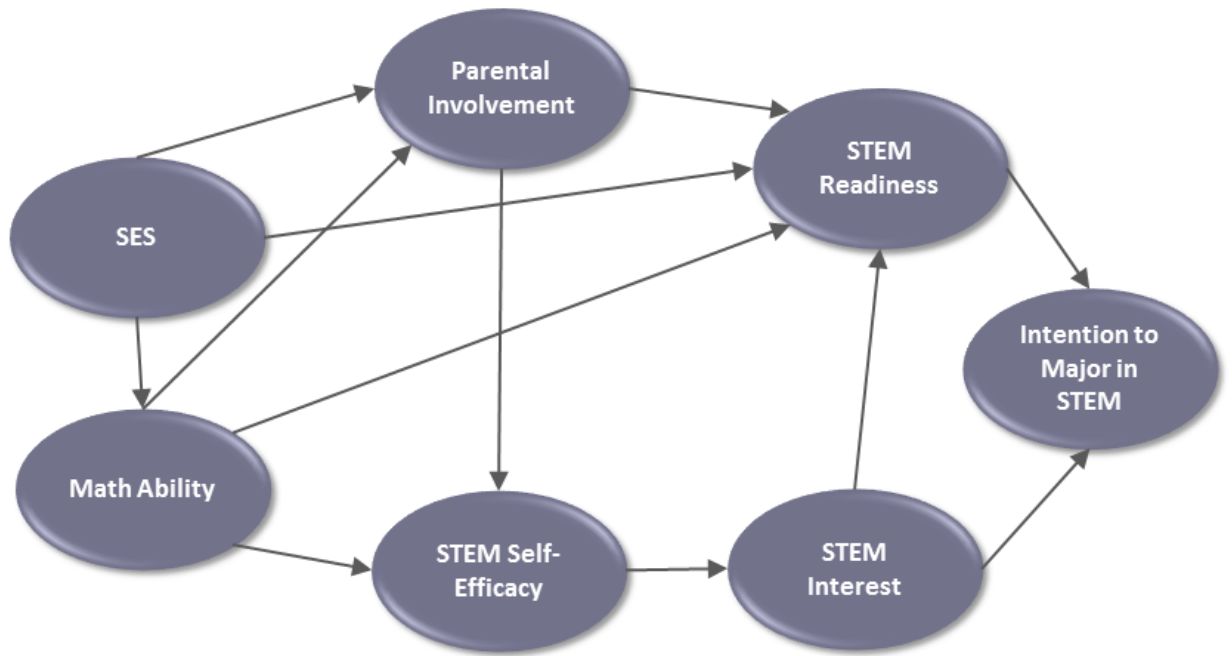 Parental
Involvement
STEM
Readiness
SES
Intention to
Major in
STEM
Math Ability
STEM Self-
Efficacy
STEM
Interest